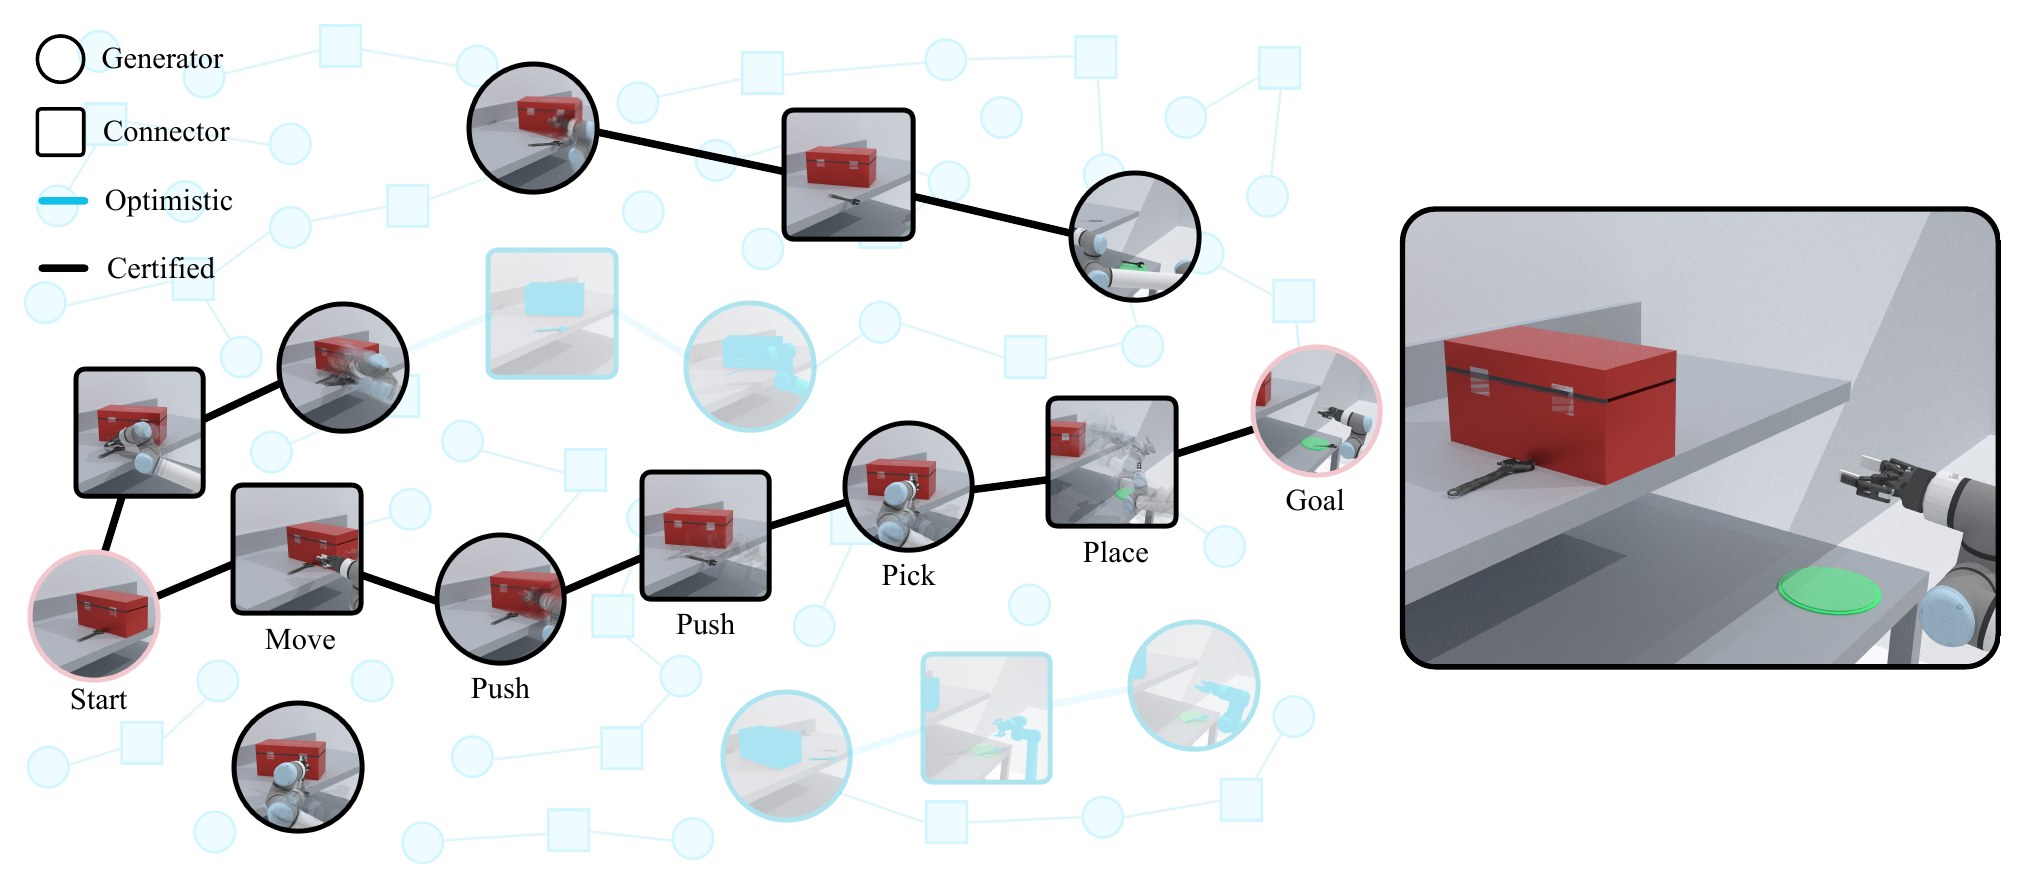 Generator
Connector
Optimistic
Certified
Start
Move
Push
Push
Pick
Place
Goal